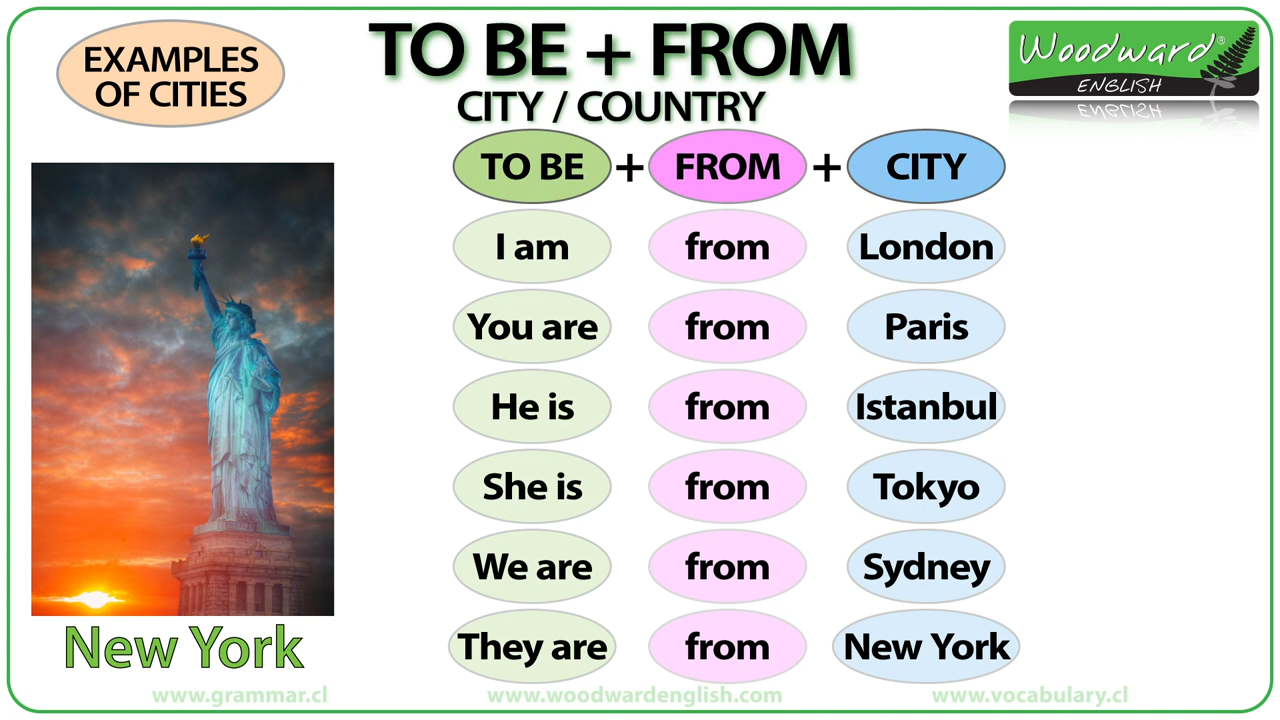 EXAMPLES
OF CITIES
TO BE + FROM
CITY / COUNTRY
Woodward®
ENGLISH
TO BE + FROM + CITY
I am from London
You are from Paris
He is from Istanbul
She is from Tokyo
We are from Sydney
They are from New York
New York
www.grammar.cl www.woodwardenglish.com www.vocabulary.cl